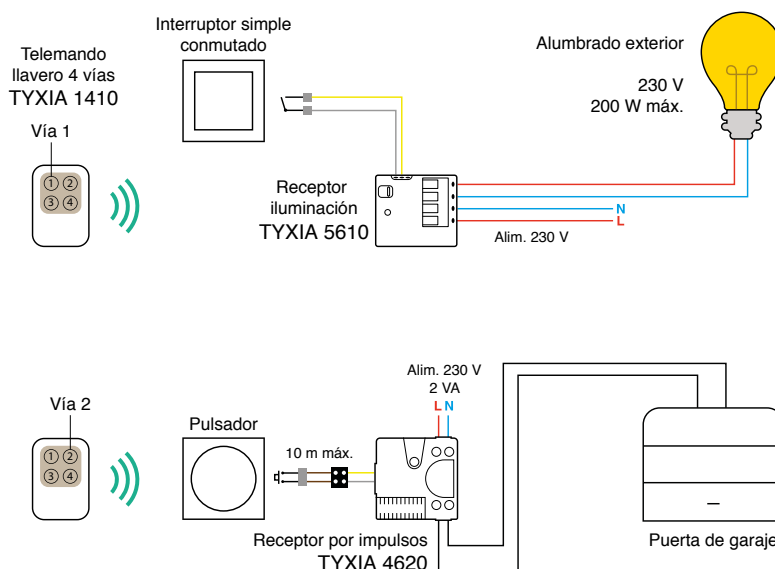 Telemando
llavero 4 vías
TYXIA 1410
Vía 1
1 2
3 4
Interruptor simple
conmutado
Receptor
iluminación
TYXIA 5610
Alumbrado exterior
230 V
200 W máx.
N
L
Alim. 230 V
Vía 2
1 2
3 4
Pulsador
10 m máx.
Alim. 230 V
2 VA
L N
Receptor por impulsos
TYXIA 4620
Puerta de garaje